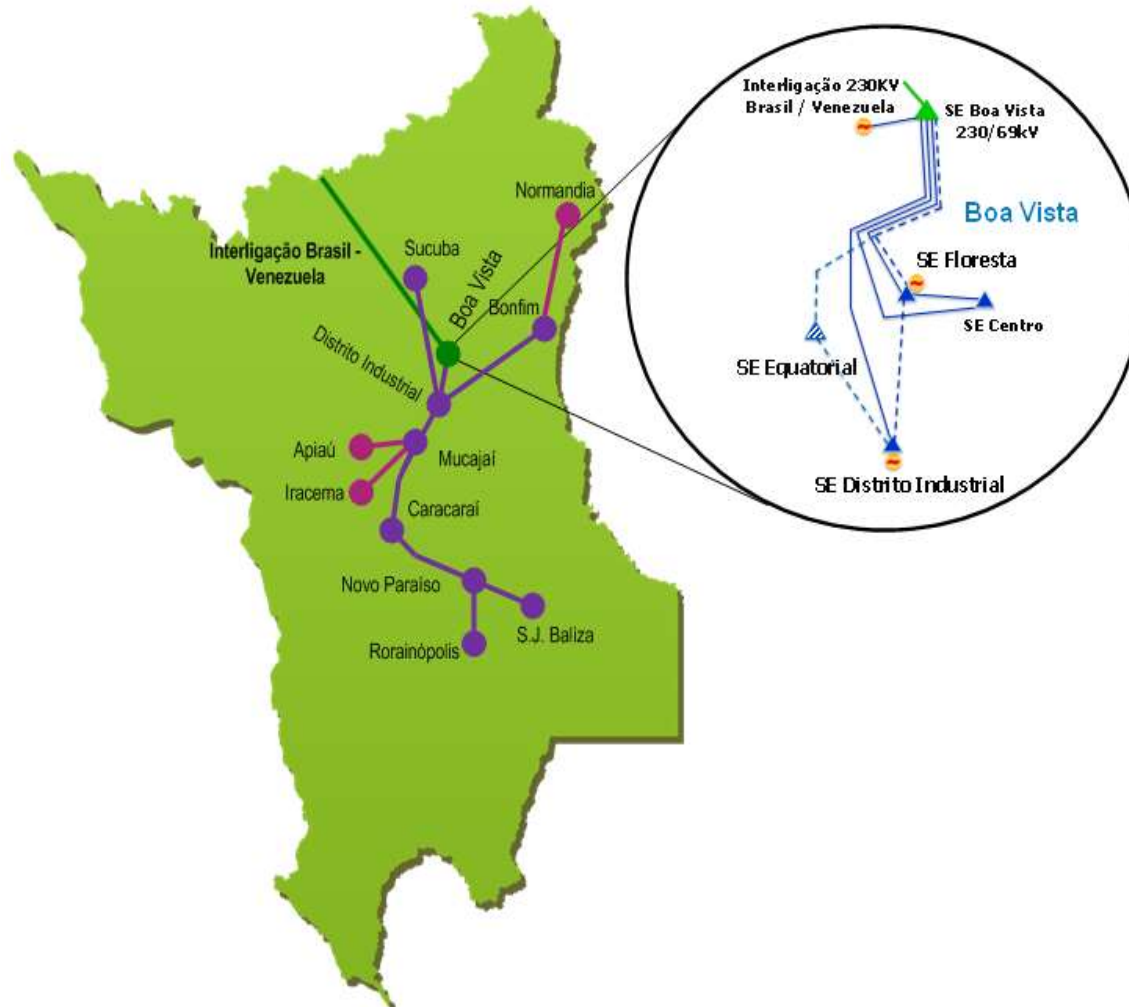 Interligação 230KV
Brasil / Venezuela
SE Boa Vista
230/69kV
Boa Vista
SE Floresta
SE Centro
SE Equatorial
SE Distrito Industrial
Normandia
Interligação Brasil -
Venezuela
Sucuba
Boa Vista
Bonfim
Distrito Industrial
Apiaú
Mucajaí
Iracema
Caracaraí
Novo Paraíso
S.J. Baliza
Rorainópolis